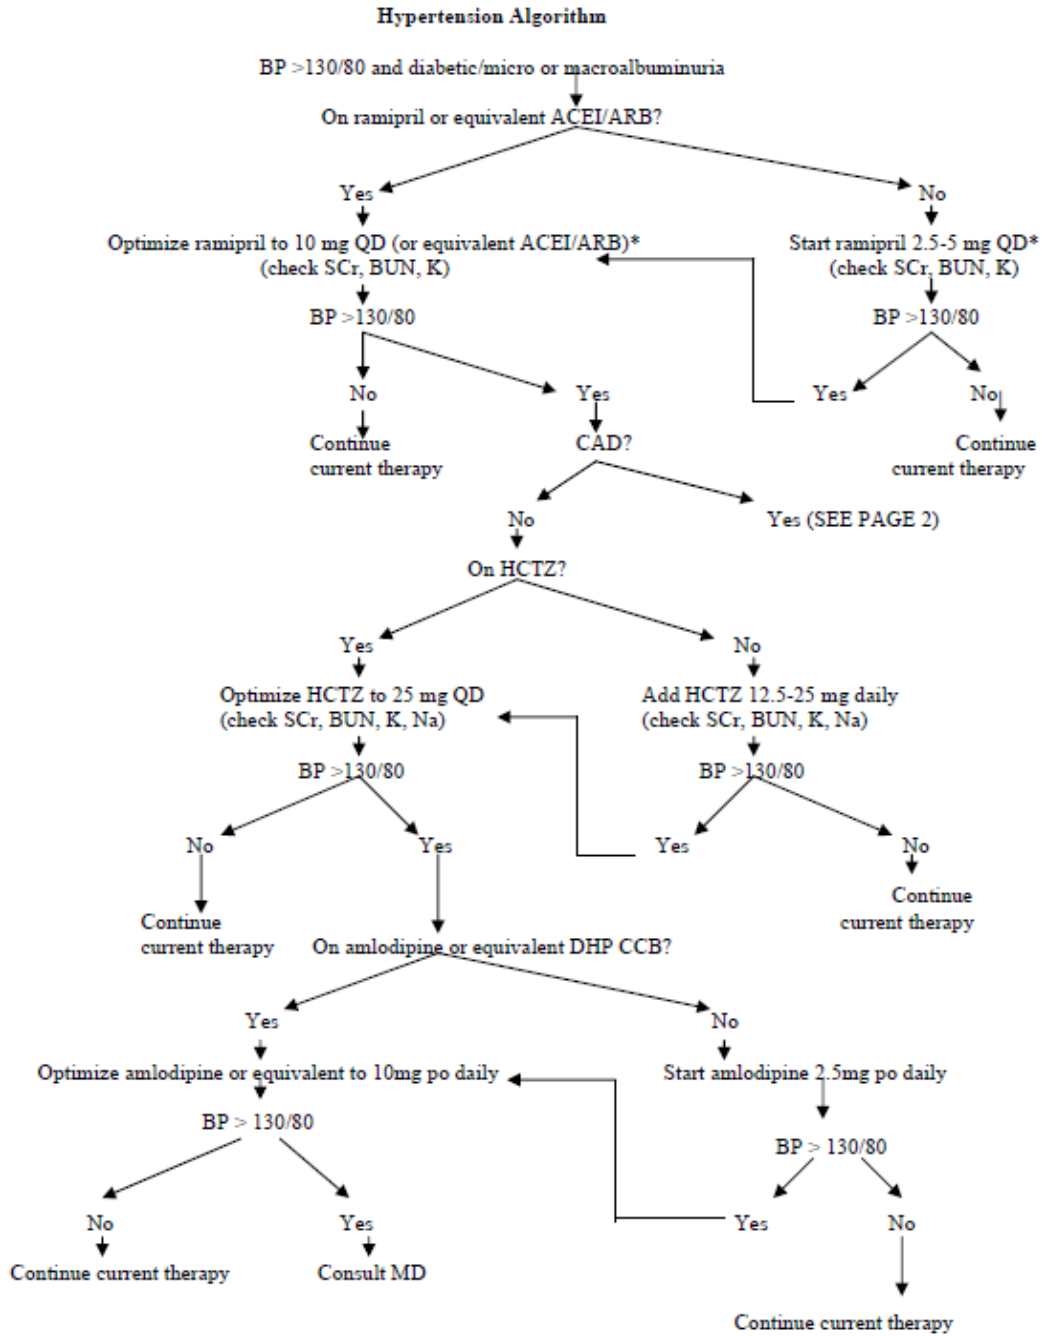 Hypertension Algorithm
BP >130/80 and diabetic/micro or macroalbuminuria
On ramipril or equivalent ACEI/ARB?
Yes
No
Optimize ramipril to 10 mg QD (or equivalent ACEI/ARB)*
(check SCr, BUN, K)
Start ramipril 2.5-5 mg QD*
(check SCr, BUN, K)
BP >130/80
BP >130/80
No
Yes
Yes
No
Continue
current therapy
CAD?
Continue
current therapy
No
Yes (SEE PAGE 2)
On HCTZ?
Yes
No
Optimize HCTZ to 25 mg QD
(check SCr, BUN, K, Na)
Add HCTZ 12.5-25 mg daily
(check SCr, BUN, K, Na)
BP >130/80
BP >130/80
No
Yes
Yes
No
Continue
current therapy
Continue
current therapy
On amlodipine or equivalent DHP CCB?
Yes
No
Optimize amlodipine or equivalent to 10mg po daily
Start amlodipine 2.5mg po daily
BP > 130/80
BP > 130/80
No
Yes
Yes
No
Continue current therapy
Consult MD
Continue current therapy